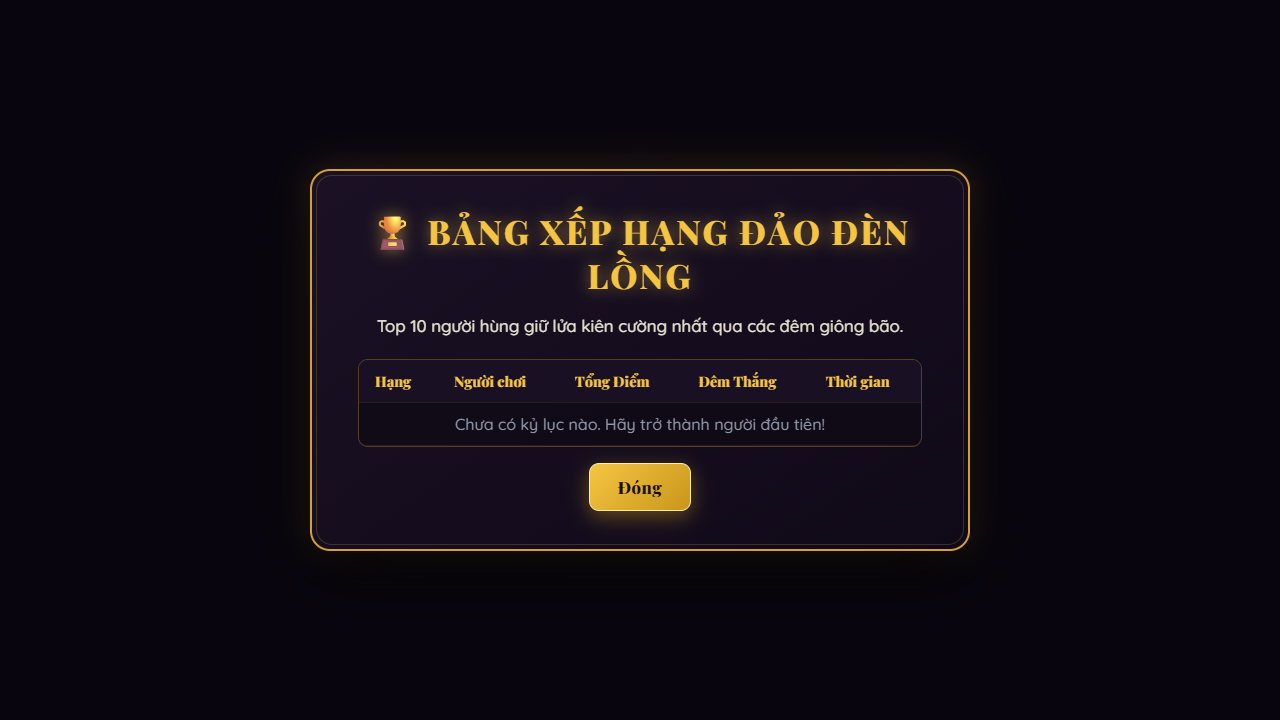 🏆 BẢNG XẾP HẠNG ĐẢO ĐÈN
LỒNG
Top 10 người hùng giữ lửa kiên cường nhất qua các đêm giông bão.
Hạng Người chơi Tổng Điểm Đêm Thắng Thời gian
Chưa có kỷ lục nào. Hãy trở thành người đầu tiên!
Đóng